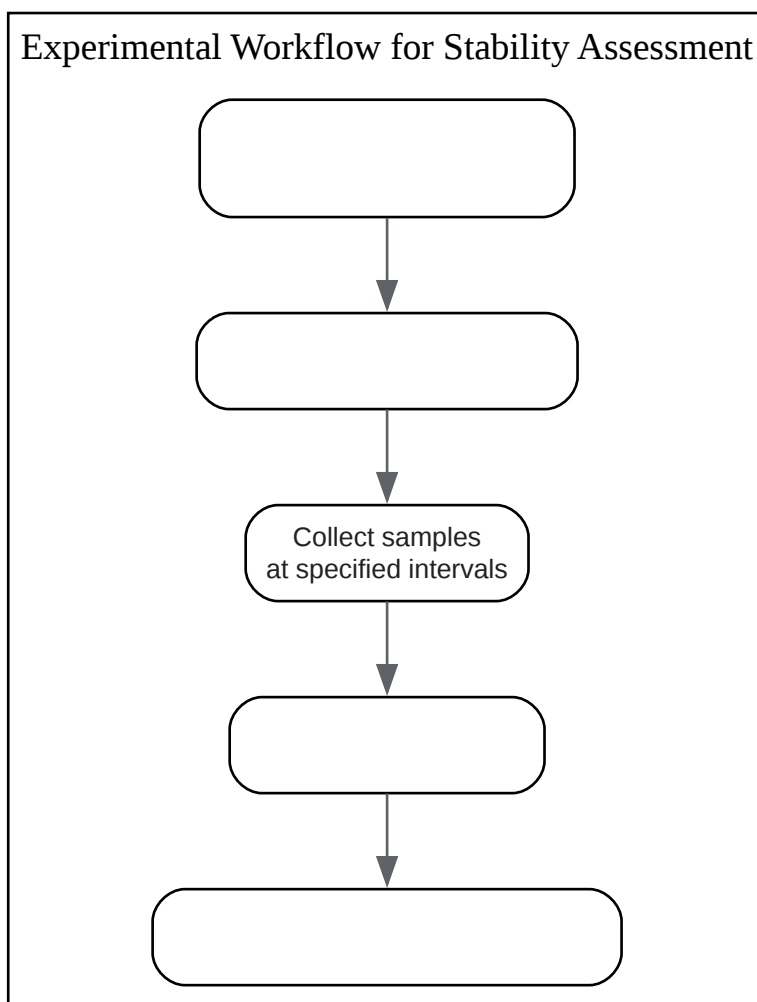 Experimental Workflow for Stability Assessment
Collect samples
at specified intervals